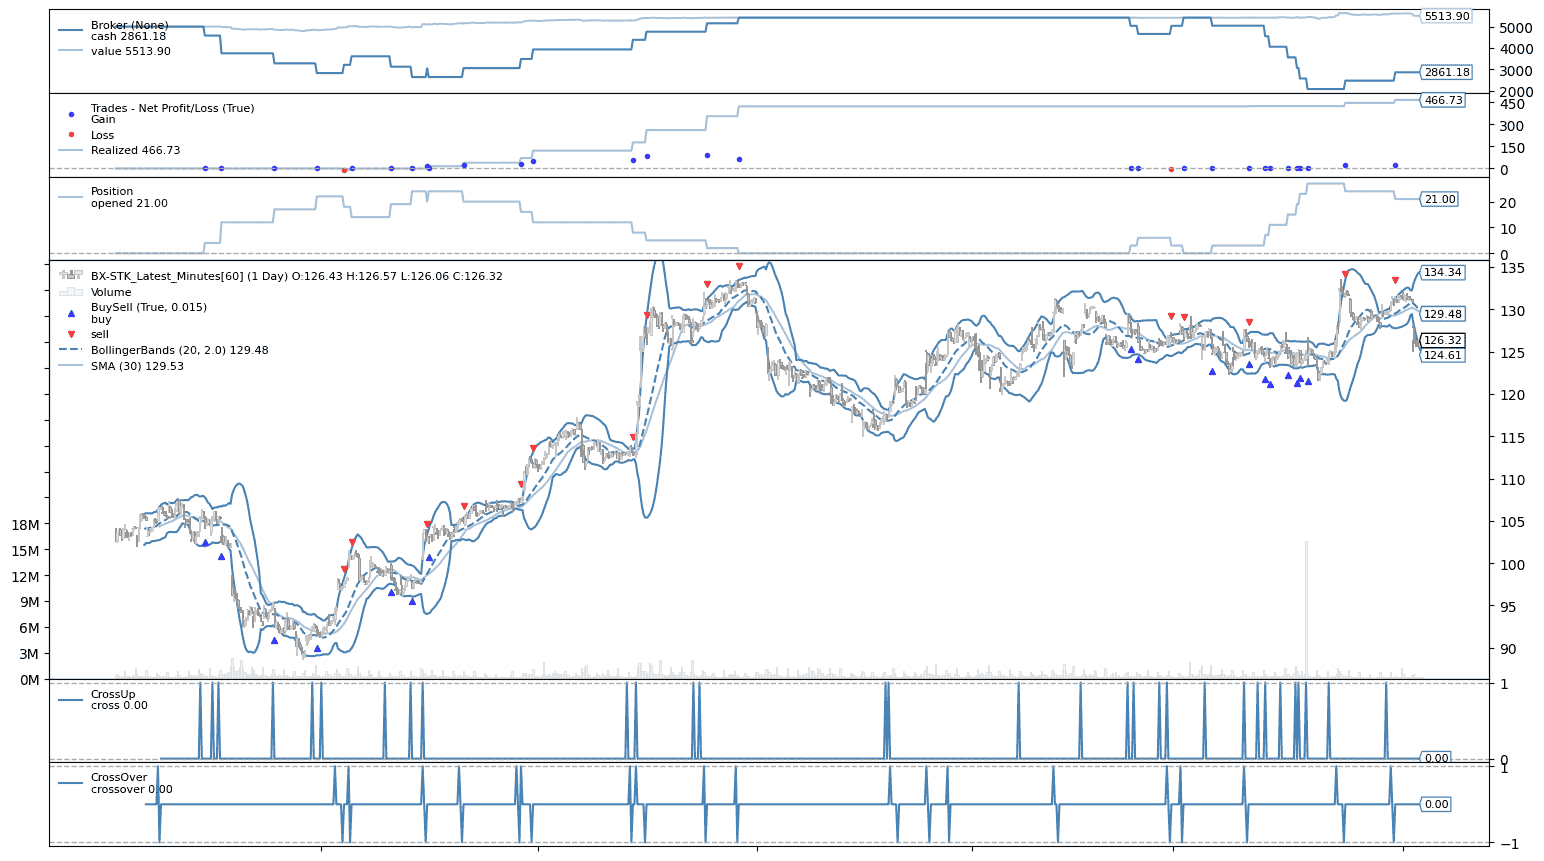 Broker (None)
cash 2861.18
value 5513.90
5513.90
5000
4000
3000
2861.18
2000
Trades - Net Profit/Loss (True)
Gain
Loss
Realized 466.73
466.73
450
300
150
0
Position
opened 21.00
21.00
20
10
0
BX-STK_Latest_Minutes[60] (1 Day) O:126.43 H:126.57 L:126.06 C:126.32
Volume
BuySell (True, 0.015)
buy
sell
BollingerBands (20, 2.0) 129.48
SMA (30) 129.53
135
134.34
130
129.48
126.32
125
124.61
120
115
110
105
100
95
90
18M
15M
12M
9M
6M
3M
0M
CrossUp
cross 0.00
1
0.00
0
CrossOver
crossover 0.00
1
0.00
−1